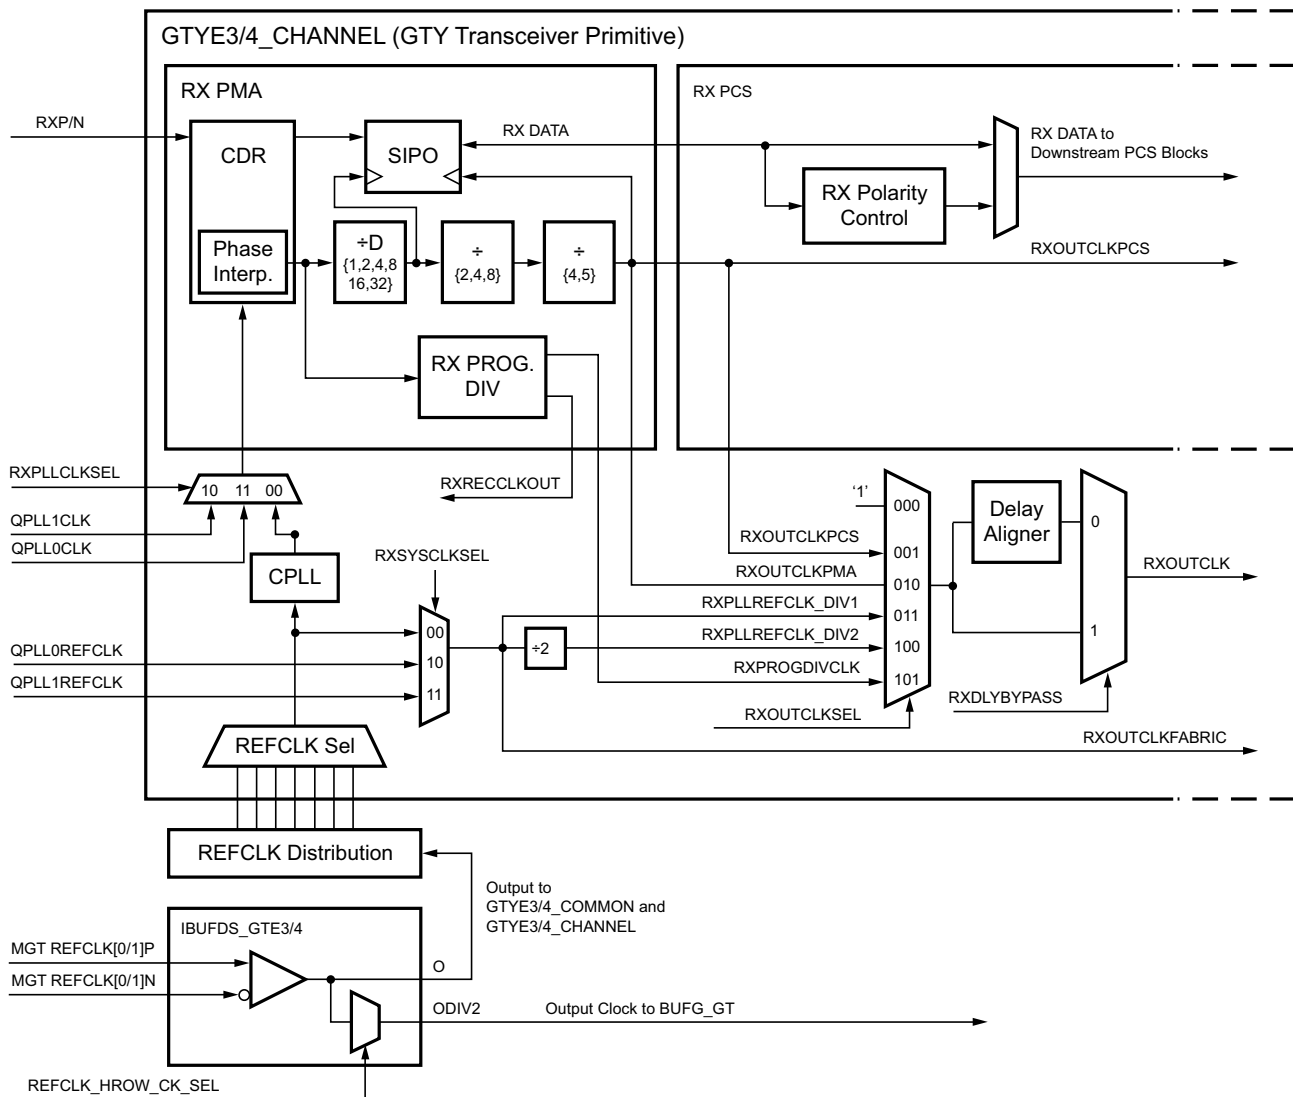 GTYE3/4_CHANNEL (GTY Transceiver Primitive)
RX PMA
RX PCS
RXP/N
CDR
SIPO
RX DATA
RX DATA to
Downstream PCS Blocks
RX Polarity
Control
Phase
Interp.
÷D
{1,2,4,8
16,32}
÷
{2,4,8}
÷
{4,5}
RXOUTCLKPCS
RX PROG.
DIV
RXPLLCLKSEL
10 11 00
RXRECCLKOUT
QPLL1CLK
QPLL0CLK
CPLL
RXSYSCLKSEL
'1'
000
RXOUTCLKPCS
001
RXOUTCLKPMA
010
RXPLLREFCLK_DIV1
011
RXPLLREFCLK_DIV2
100
RXPROGDIVCLK
101
Delay
Aligner
0
1
RXOUTCLK
QPLL0REFCLK
QPLL1REFCLK
00
10
11
÷2
RXOUTCLKSEL
RXDLYBYPASS
RXOUTCLKFABRIC
REFCLK Sel
REFCLK Distribution
Output to
GTYE3/4_COMMON and
GTYE3/4_CHANNEL
IBUFDS_GTE3/4
MGT REFCLK[0/1]P
MGT REFCLK[0/1]N
O
ODIV2
Output Clock to BUFG_GT
REFCLK_HROW_CK_SEL